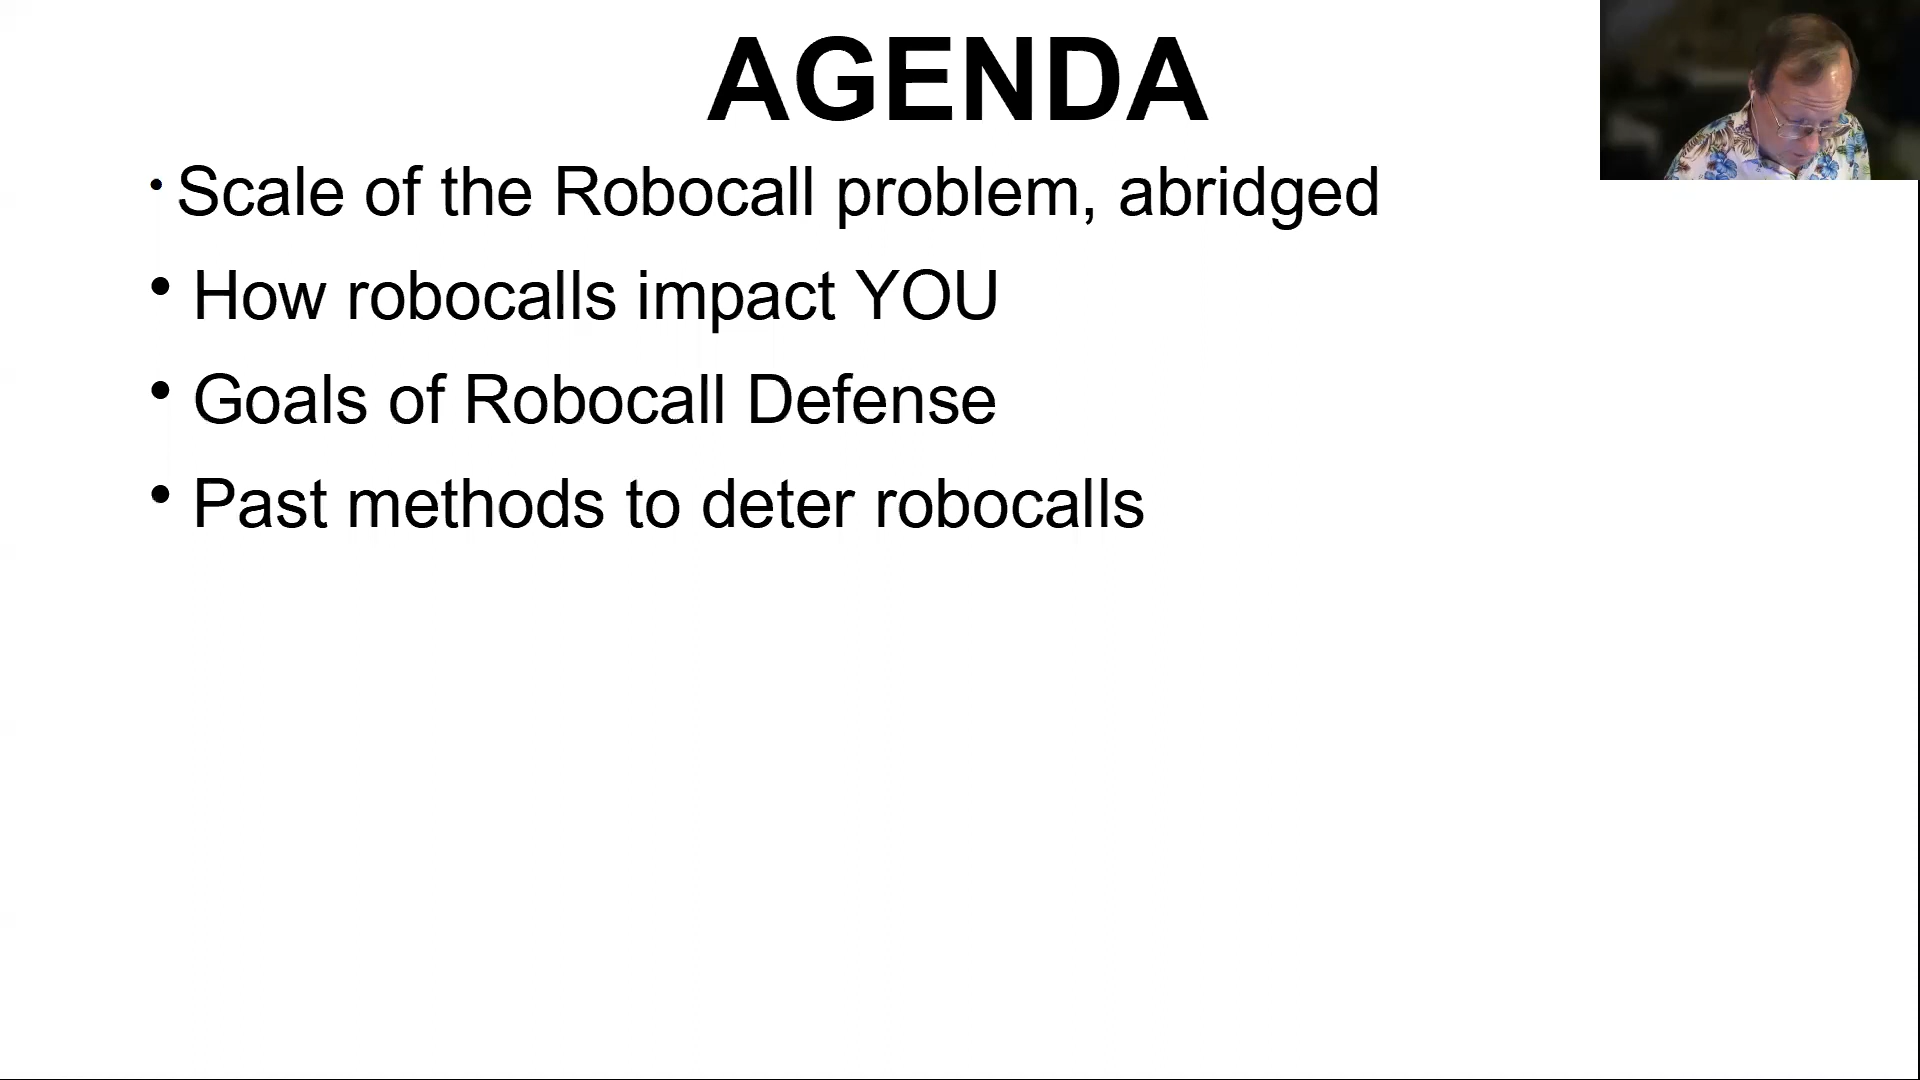 AGENDA
• Scale of the Robocall problem, abridged
• How robocalls impact YOU
• Goals of Robocall Defense
• Past methods to deter robocalls